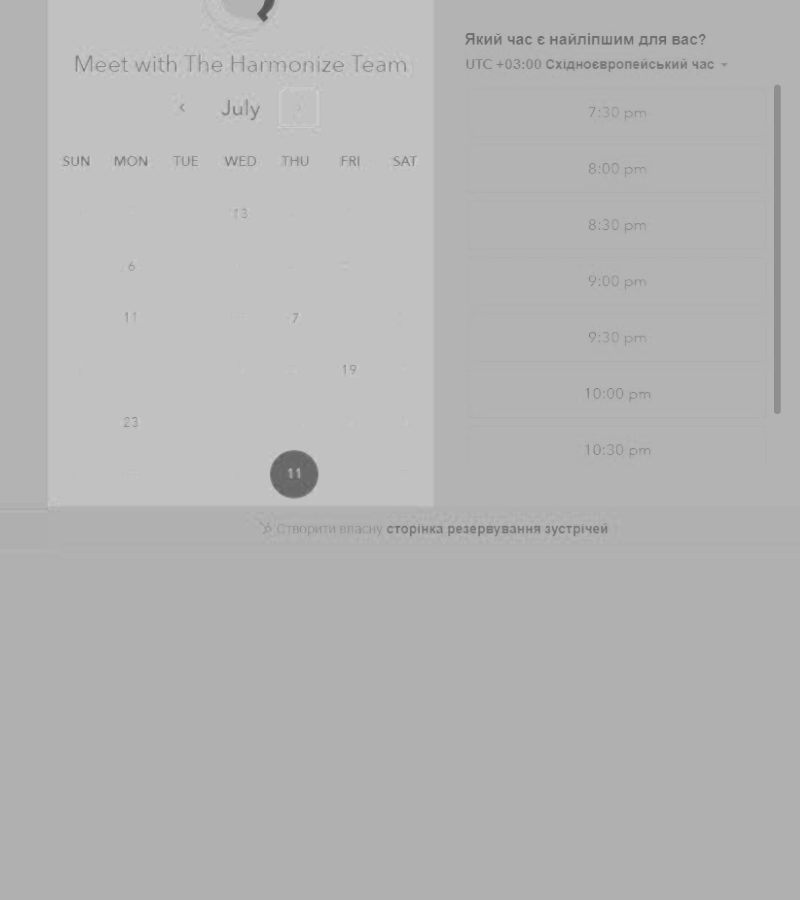 Meet with The Harmonize Team
July
SUN MON TUE WED THU FRI SAT
13
6
11 7
19
23
11
Який час є найліпшим для вас?
UTC +03:00 Східноєвропейський час
7:30 pm
8:00 pm
8:30 pm
9:00 pm
9:30 pm
10:00 pm
10:30 pm
Створити власну сторінка резервування зустрічей